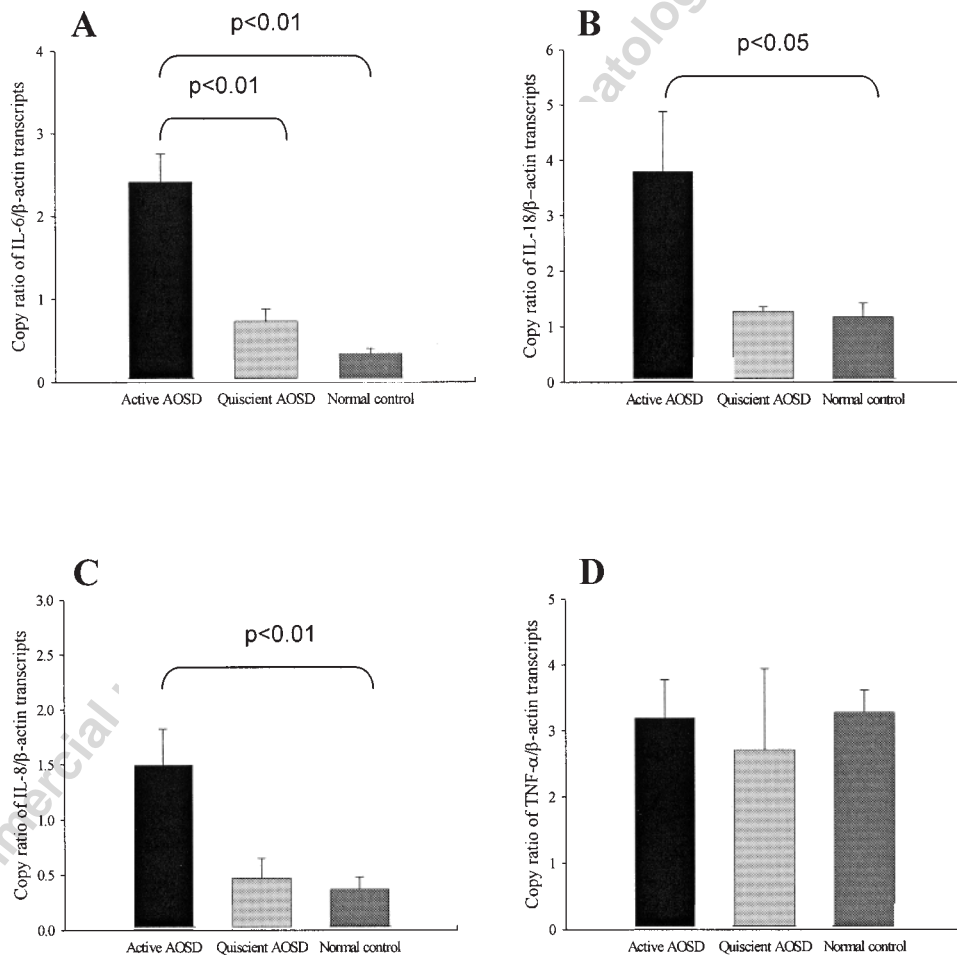 A
p<0.01
p<0.01
Copy ratio of IL-6/β-actin transcripts
4
3
2
1
0
Active AOSD Quiscient AOSD Normal control
B
p<0.05
Copy ratio of IL-18/β-actin transcripts
6
5
4
3
2
1
0
Active AOSD Quiscient AOSD Normal control
C
p<0.01
Copy ratio of IL-8/β-actin transcripts
3.0
2.5
2.0
1.5
1.0
0.5
0.0
Active AOSD Quiscient AOSD Normal control
D
Copy ratio of TNF-α/β-actin transcripts
5
4
3
2
1
0
Active AOSD Quiscient AOSD Normal control
atolog
mercial